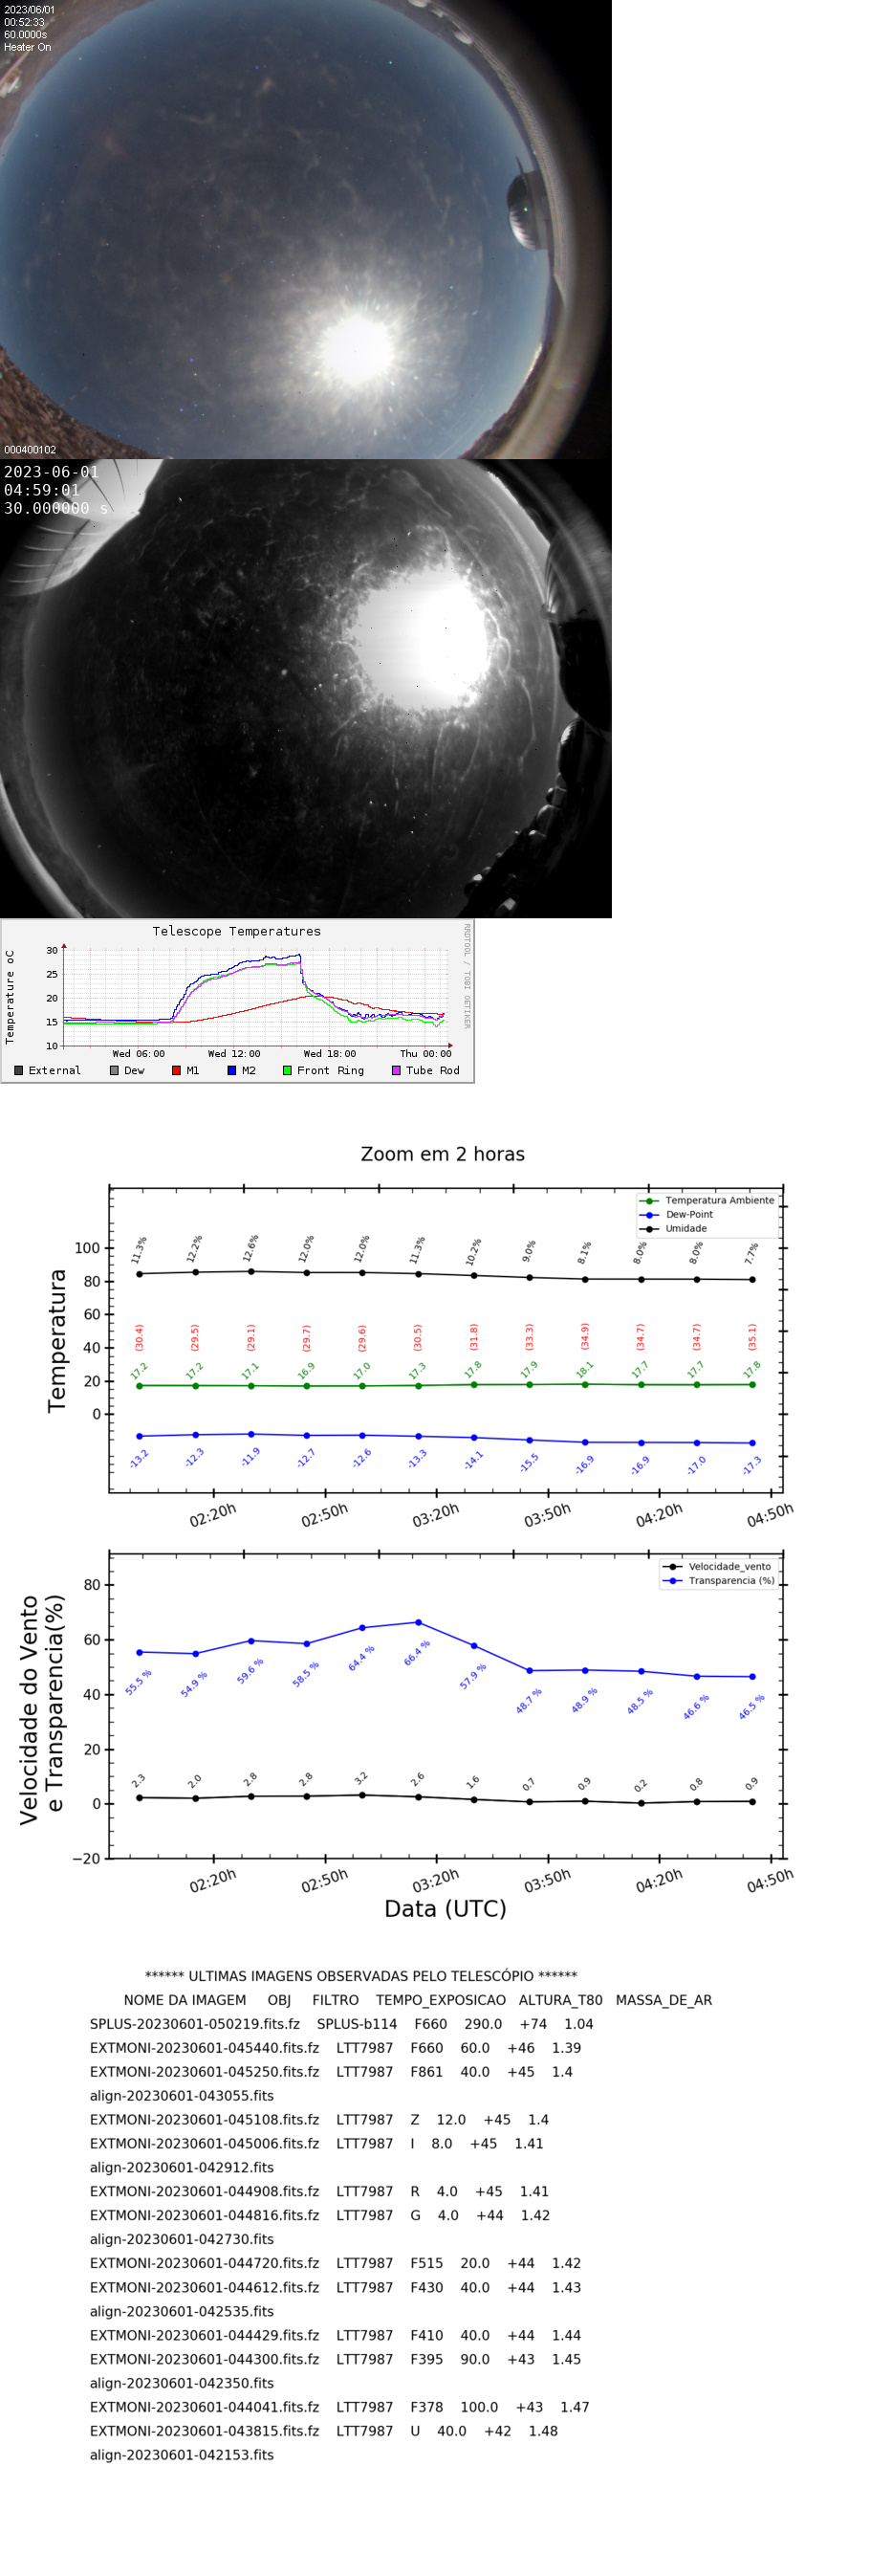 2023/06/01
00:52:33
60.0000s
Heater On
000400102
2023-06-01
04:59:01
30.000000 s
Telescope Temperatures
RRDTOOL / TOBI OETIKER
Temperature oC
30
25
20
15
10
Wed 06:00 Wed 12:00 Wed 18:00 Thu 00:00
External Dew M1 M2 Front Ring Tube Rod
Zoom em 2 horas
Temperatura Ambiente
Dew-Point
Umidade
Temperatura
100
80
60
40
20
0
11.3% 12.2% 12.6% 12.0% 12.0% 11.3% 10.2% 9.0% 8.1% 8.0% 8.0% 7.7%
(30.4) (29.5) (29.1) (29.7) (29.6) (30.5) (31.8) (33.3) (34.9) (34.7) (34.7) (35.1)
17.2 17.2 17.1 16.9 17.0 17.3 17.8 17.9 18.1 17.7 17.7 17.8
-13.2 -12.3 -11.9 -12.7 -12.6 -13.3 -14.1 -15.5 -16.9 -16.9 -17.0 -17.3
02:20h 02:50h 03:20h 03:50h 04:20h 04:50h
Velocidade_vento
Transparencia (%)
Velocidade do Vento
e Transparencia(%)
80
60
40
20
0
−20
55.5 % 54.9 % 59.6 % 58.5 % 64.4 % 66.4 % 57.9 % 48.7 % 48.9 % 48.5 % 46.6 % 46.5 %
2.3 2.0 2.8 2.8 3.2 2.6 1.6 0.7 0.9 0.2 0.8 0.9
02:20h 02:50h 03:20h 03:50h 04:20h 04:50h
Data (UTC)
****** ULTIMAS IMAGENS OBSERVADAS PELO TELESCÓPIO ******
NOME DA IMAGEM OBJ FILTRO TEMPO_EXPOSICAO ALTURA_T80 MASSA_DE_AR
SPLUS-20230601-050219.fits.fz SPLUS-b114 F660 290.0 +74 1.04
EXTMONI-20230601-045440.fits.fz LTT7987 F660 60.0 +46 1.39
EXTMONI-20230601-045250.fits.fz LTT7987 F861 40.0 +45 1.4
align-20230601-043055.fits
EXTMONI-20230601-045108.fits.fz LTT7987 Z 12.0 +45 1.4
EXTMONI-20230601-045006.fits.fz LTT7987 I 8.0 +45 1.41
align-20230601-042912.fits
EXTMONI-20230601-044908.fits.fz LTT7987 R 4.0 +45 1.41
EXTMONI-20230601-044816.fits.fz LTT7987 G 4.0 +44 1.42
align-20230601-042730.fits
EXTMONI-20230601-044720.fits.fz LTT7987 F515 20.0 +44 1.42
EXTMONI-20230601-044612.fits.fz LTT7987 F430 40.0 +44 1.43
align-20230601-042535.fits
EXTMONI-20230601-044429.fits.fz LTT7987 F410 40.0 +44 1.44
EXTMONI-20230601-044300.fits.fz LTT7987 F395 90.0 +43 1.45
align-20230601-042350.fits
EXTMONI-20230601-044041.fits.fz LTT7987 F378 100.0 +43 1.47
EXTMONI-20230601-043815.fits.fz LTT7987 U 40.0 +42 1.48
align-20230601-042153.fits